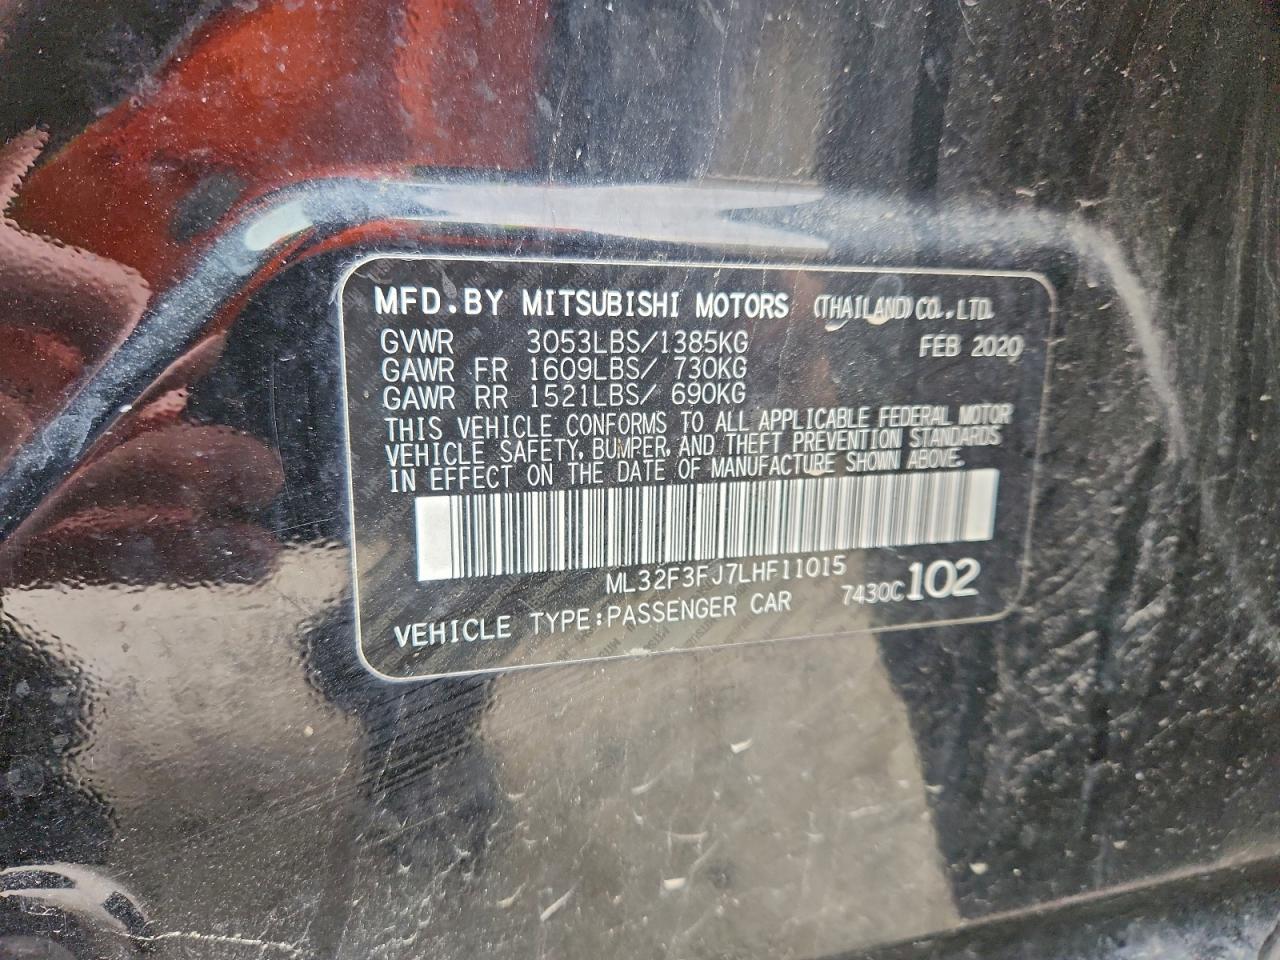 MFD.BY MITSUBISHI MOTORS (THAILAND) CO., LTD.
GVWR 3053LBS/1385KG FEB 2020
GAWR FR 1609LBS/ 730KG
GAWR RR 1521LBS/ 690KG
THIS VEHICLE CONFORMS TO ALL APPLICABLE FEDERAL MOTOR
VEHICLE SAFETY, BUMPER, AND THEFT PREVENTION STANDARDS
IN EFFECT ON THE DATE OF MANUFACTURE SHOWN ABOVE.
ML32F3FJ7LHF11015
VEHICLE TYPE:PASSENGER CAR 7430C 102